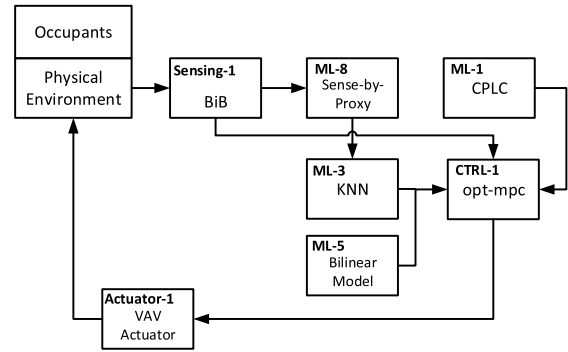 Occupants
Physical
Environment
Sensing-1
BiB
ML-8
Sense-by-
Proxy
ML-1
CPLC
ML-3
KNN
CTRL-1
opt-mpc
ML-5
Bilinear
Model
Actuator-1
VAV
Actuator